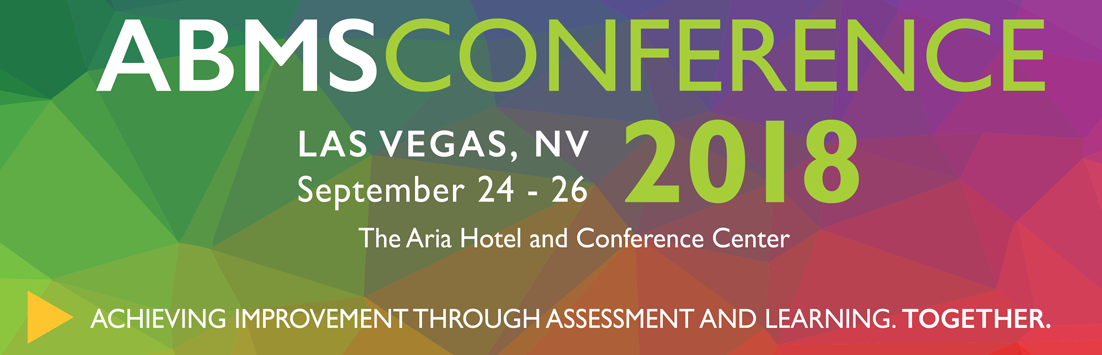 ABMSCONFERENCE
LAS VEGAS, NV
September 24 - 26
2018
The Aria Hotel and Conference Center
ACHIEVING IMPROVEMENT THROUGH ASSESSMENT AND LEARNING. TOGETHER.